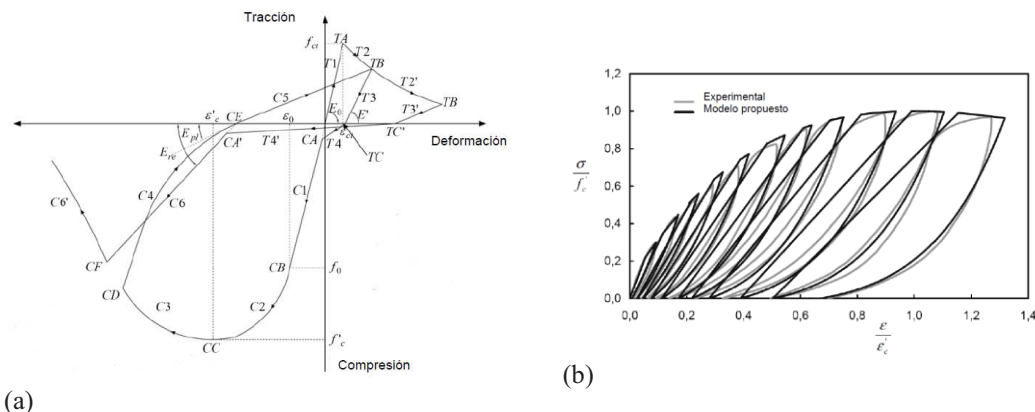 Tracción
f_ct
TA
T2
TB
T1
T2'
TB
T3
T3'
C5
ε'_c
CE
ε_0
E_0
E'
ε_ct
TC'
Deformación
E_pl
CA'
T4'
CA
T4
TC
E_re
C4
C6
C1
C6'
CF
CB
f_0
CD
C3
C2
CC
f'_c
Compresión
(a)
1,2
1,0
0,8
0,6
0,4
0,2
0,0
σ
f'_c
Experimental
Modelo propuesto
0,0 0,2 0,4 0,6 0,8 1,0 1,2 1,4
ε
ε'_c
(b)